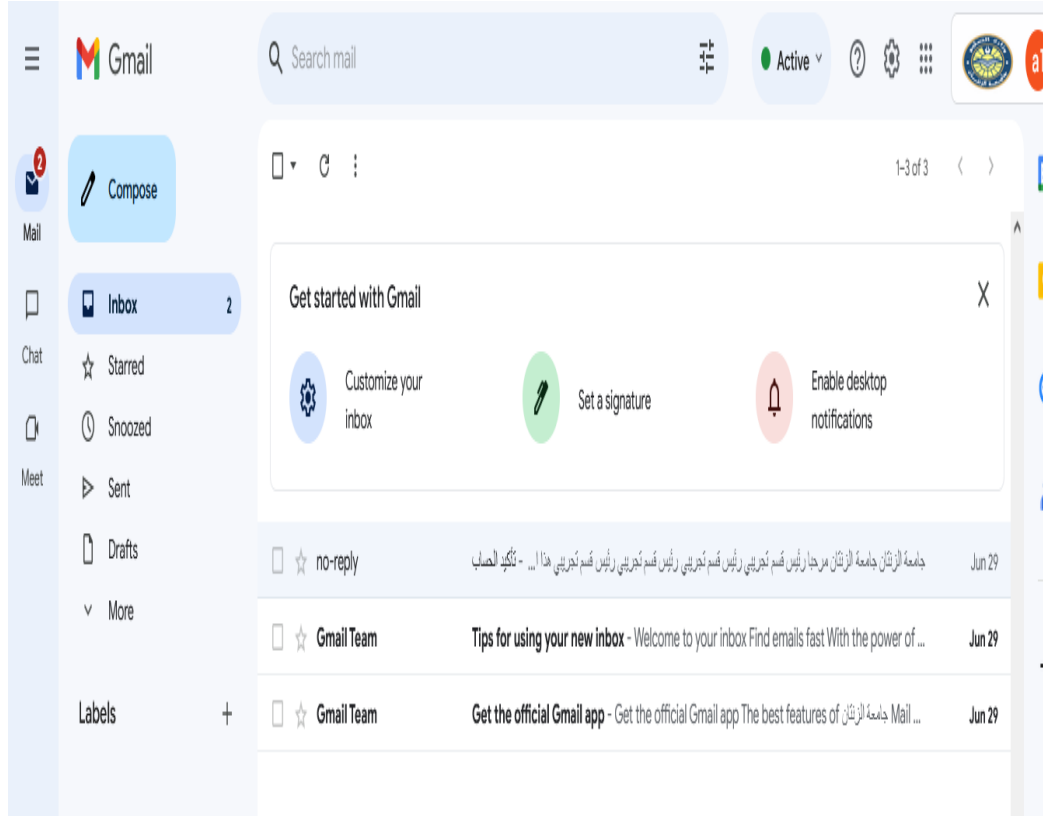 Gmail
Search mail
Active
2
Compose
1–3 of 3
Mail
Inbox 2
Get started with Gmail
Chat
Starred
Customize your
inbox
Set a signature
Enable desktop
notifications
Snoozed
Meet
Sent
Drafts
no-reply جامعة الزنتان جامعة الزنتان مرحبا رئيس قسم تجريبي رئيس قسم تجريبي رئيس قسم تجريبي رئيس قسم تجريبي هذا ا... - تأكيد الحساب Jun 29
More
Gmail Team Tips for using your new inbox - Welcome to your inbox Find emails fast With the power of ... Jun 29
Labels
Gmail Team Get the official Gmail app - Get the official Gmail app The best features of جامعة الزنتان Mail ... Jun 29